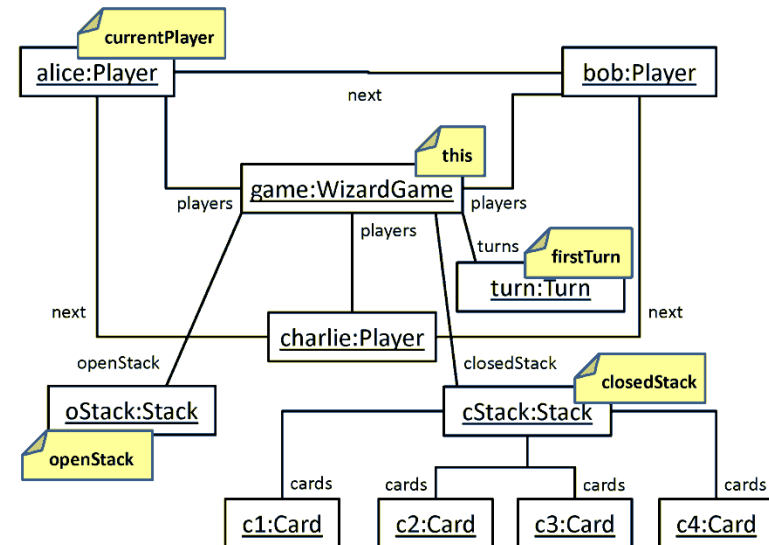 currentPlayer
alice:Player
bob:Player
next
this
game:WizardGame
players
players
players
turns
firstTurn
turn:Turn
next
next
charlie:Player
openStack
closedStack
closedStack
oStack:Stack
cStack:Stack
openStack
cards
cards
cards
cards
c1:Card
c2:Card
c3:Card
c4:Card